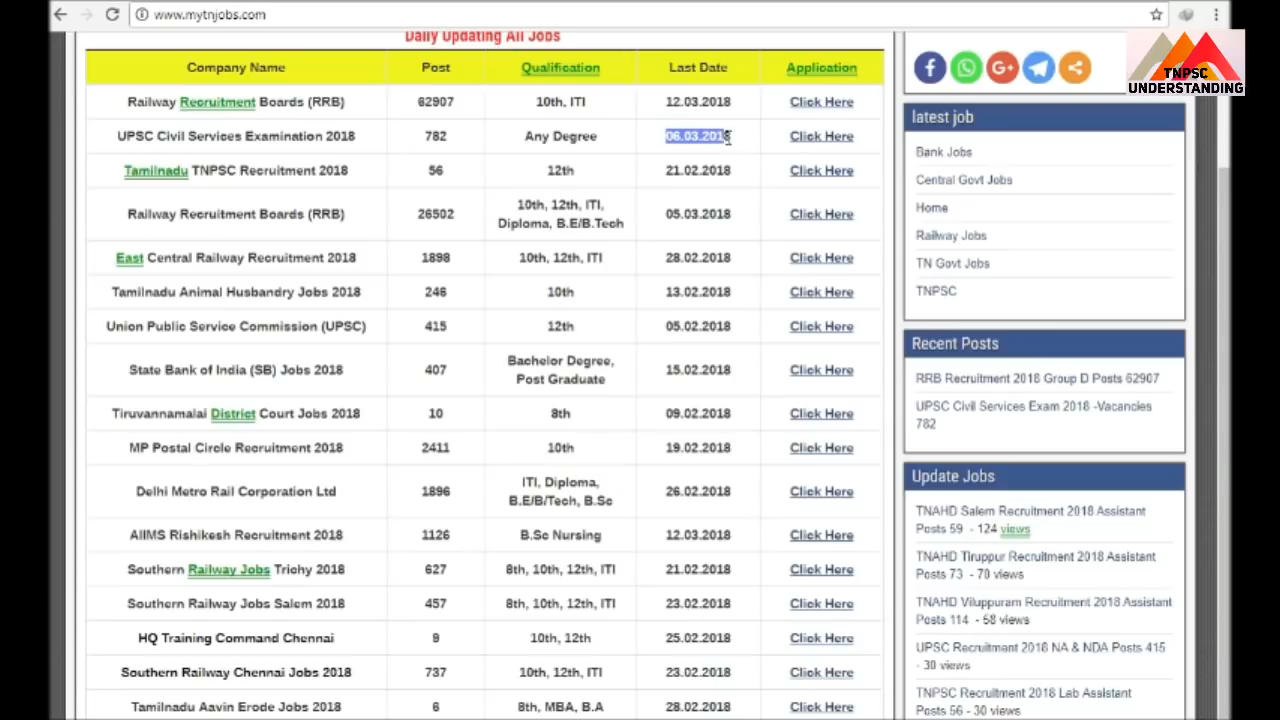 www.mytnjobs.com
Daily Updating All Jobs
Company Name Post Qualification Last Date Application
Railway Recruitment Boards (RRB) 62907 10th, ITI 12.03.2018 Click Here
UPSC Civil Services Examination 2018 782 Any Degree 06.03.2018 Click Here
Tamilnadu TNPSC Recruitment 2018 56 12th 21.02.2018 Click Here
Railway Recruitment Boards (RRB) 26502 10th, 12th, ITI, Diploma, B.E/B.Tech 05.03.2018 Click Here
East Central Railway Recruitment 2018 1898 10th, 12th, ITI 28.02.2018 Click Here
Tamilnadu Animal Husbandry Jobs 2018 246 10th 13.02.2018 Click Here
Union Public Service Commission (UPSC) 415 12th 05.02.2018 Click Here
State Bank of India (SB) Jobs 2018 407 Bachelor Degree, Post Graduate 15.02.2018 Click Here
Tiruvannamalai District Court Jobs 2018 10 8th 09.02.2018 Click Here
MP Postal Circle Recruitment 2018 2411 10th 19.02.2018 Click Here
Delhi Metro Rail Corporation Ltd 1896 ITI, Diploma, B.E/B/Tech, B.Sc 26.02.2018 Click Here
AIIMS Rishikesh Recruitment 2018 1126 B.Sc Nursing 12.03.2018 Click Here
Southern Railway Jobs Trichy 2018 627 8th, 10th, 12th, ITI 21.02.2018 Click Here
Southern Railway Jobs Salem 2018 457 8th, 10th, 12th, ITI 23.02.2018 Click Here
HQ Training Command Chennai 9 10th, 12th 25.02.2018 Click Here
Southern Railway Chennai Jobs 2018 737 10th, 12th, ITI 23.02.2018 Click Here
Tamilnadu Aavin Erode Jobs 2018 6 8th, MBA, B.A 28.02.2018 Click Here
f G+
TNPSC
UNDERSTANDING
latest job
Bank Jobs
Central Govt Jobs
Home
Railway Jobs
TN Govt Jobs
TNPSC
Recent Posts
RRB Recruitment 2018 Group D Posts 62907
UPSC Civil Services Exam 2018 -Vacancies
782
Update Jobs
TNAHD Salem Recruitment 2018 Assistant
Posts 59 - 124 views
TNAHD Tiruppur Recruitment 2018 Assistant
Posts 73 - 70 views
TNAHD Viluppuram Recruitment 2018 Assistant
Posts 114 - 58 views
UPSC Recruitment 2018 NA & NDA Posts 415
- 30 views
TNPSC Recruitment 2018 Lab Assistant
Posts 56 - 30 views